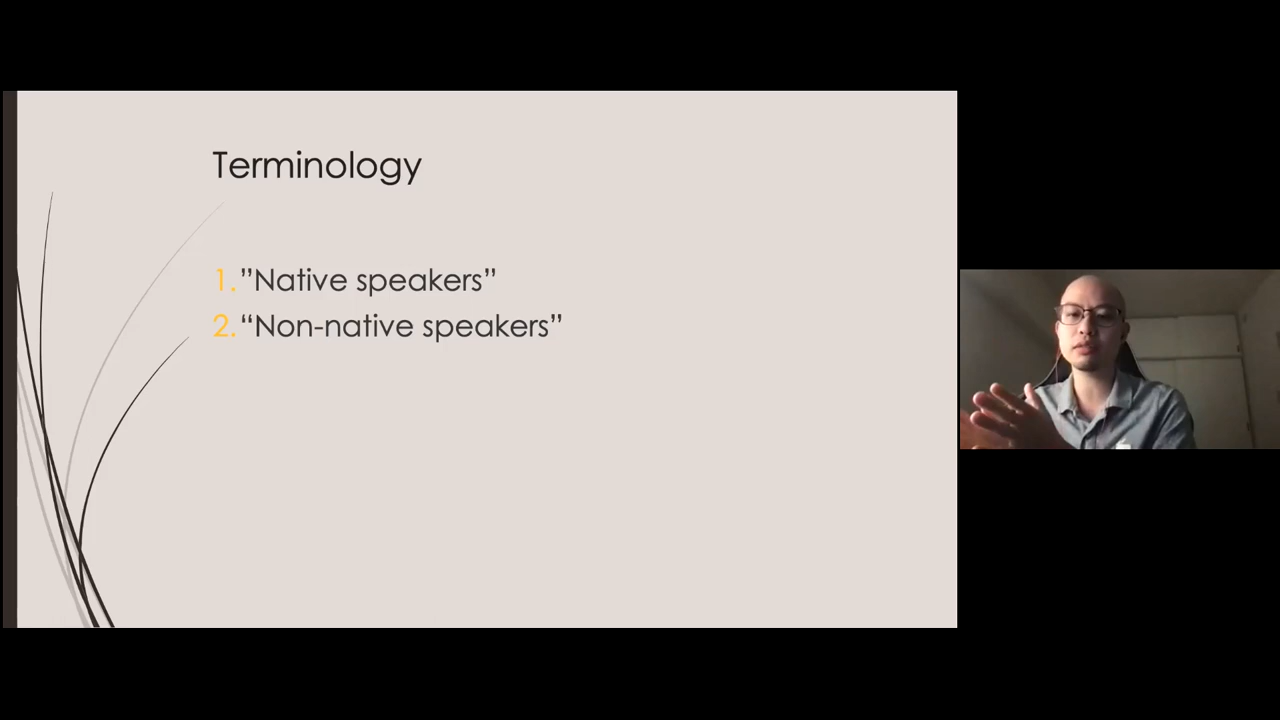 Terminology
1. ”Native speakers”
2. “Non-native speakers”